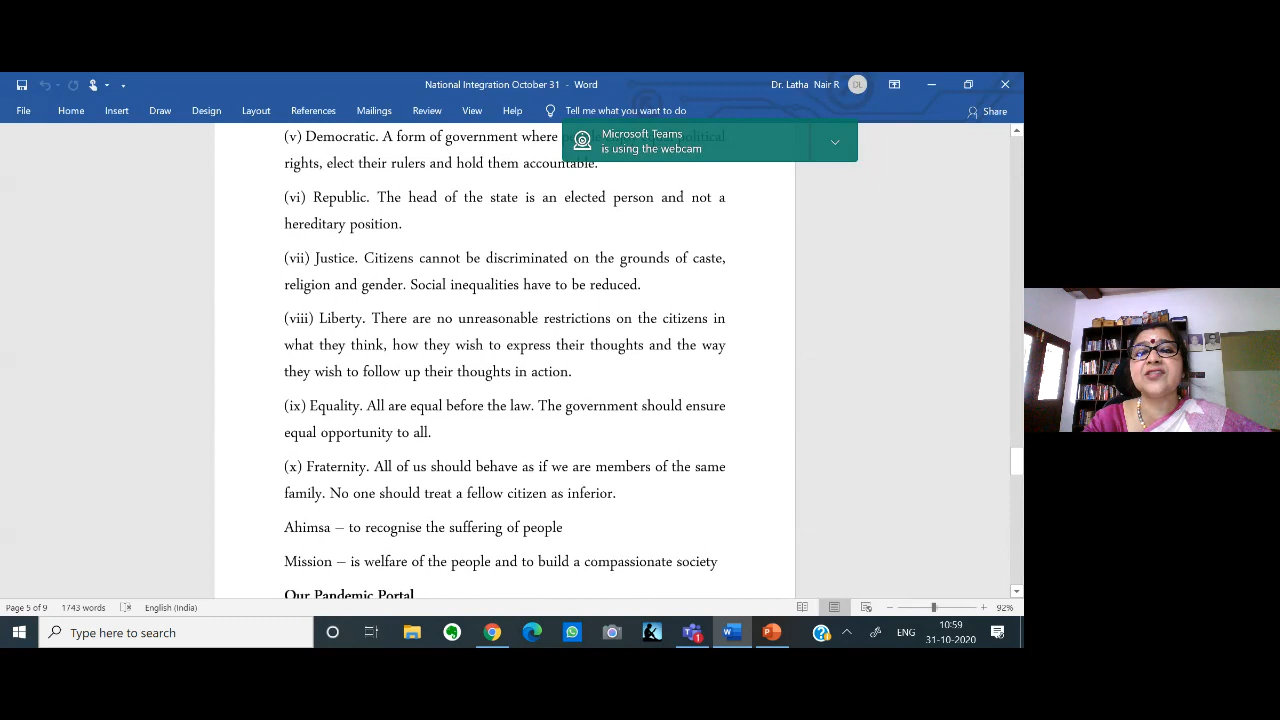 National Integration October 31 - Word
Dr. Latha Nair R
DL
File Home Insert Draw Design Layout References Mailings Review View Help Tell me what you want to do
Share
(v) Democratic. A form of government where
rights, elect their rulers and hold them accountable.
Microsoft Teams
is using the webcam
(vi) Republic. The head of the state is an elected person and not a
hereditary position.
(vii) Justice. Citizens cannot be discriminated on the grounds of caste,
religion and gender. Social inequalities have to be reduced.
(viii) Liberty. There are no unreasonable restrictions on the citizens in
what they think, how they wish to express their thoughts and the way
they wish to follow up their thoughts in action.
(ix) Equality. All are equal before the law. The government should ensure
equal opportunity to all.
(x) Fraternity. All of us should behave as if we are members of the same
family. No one should treat a fellow citizen as inferior.
Ahimsa – to recognise the suffering of people
Mission – is welfare of the people and to build a compassionate society
Our Pandemic Portal
Page 5 of 9 1743 words English (India) 92%
Type here to search
ENG
10:59
31-10-2020